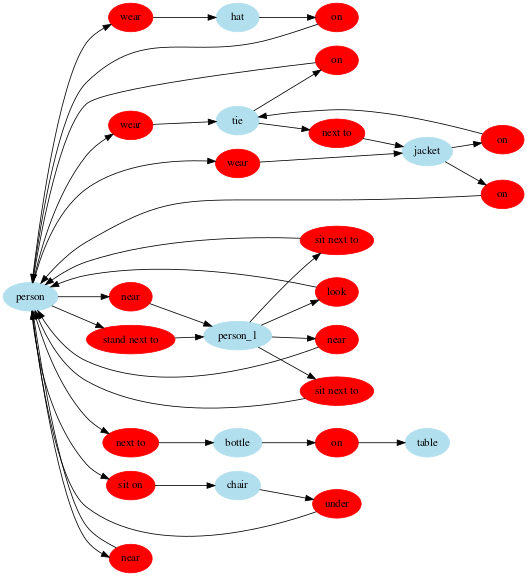 wear
hat
on
on
wear
tie
next to
on
wear
jacket
on
sit next to
person
near
look
stand next to
person_1
near
sit next to
next to
bottle
on
table
sit on
chair
under
near